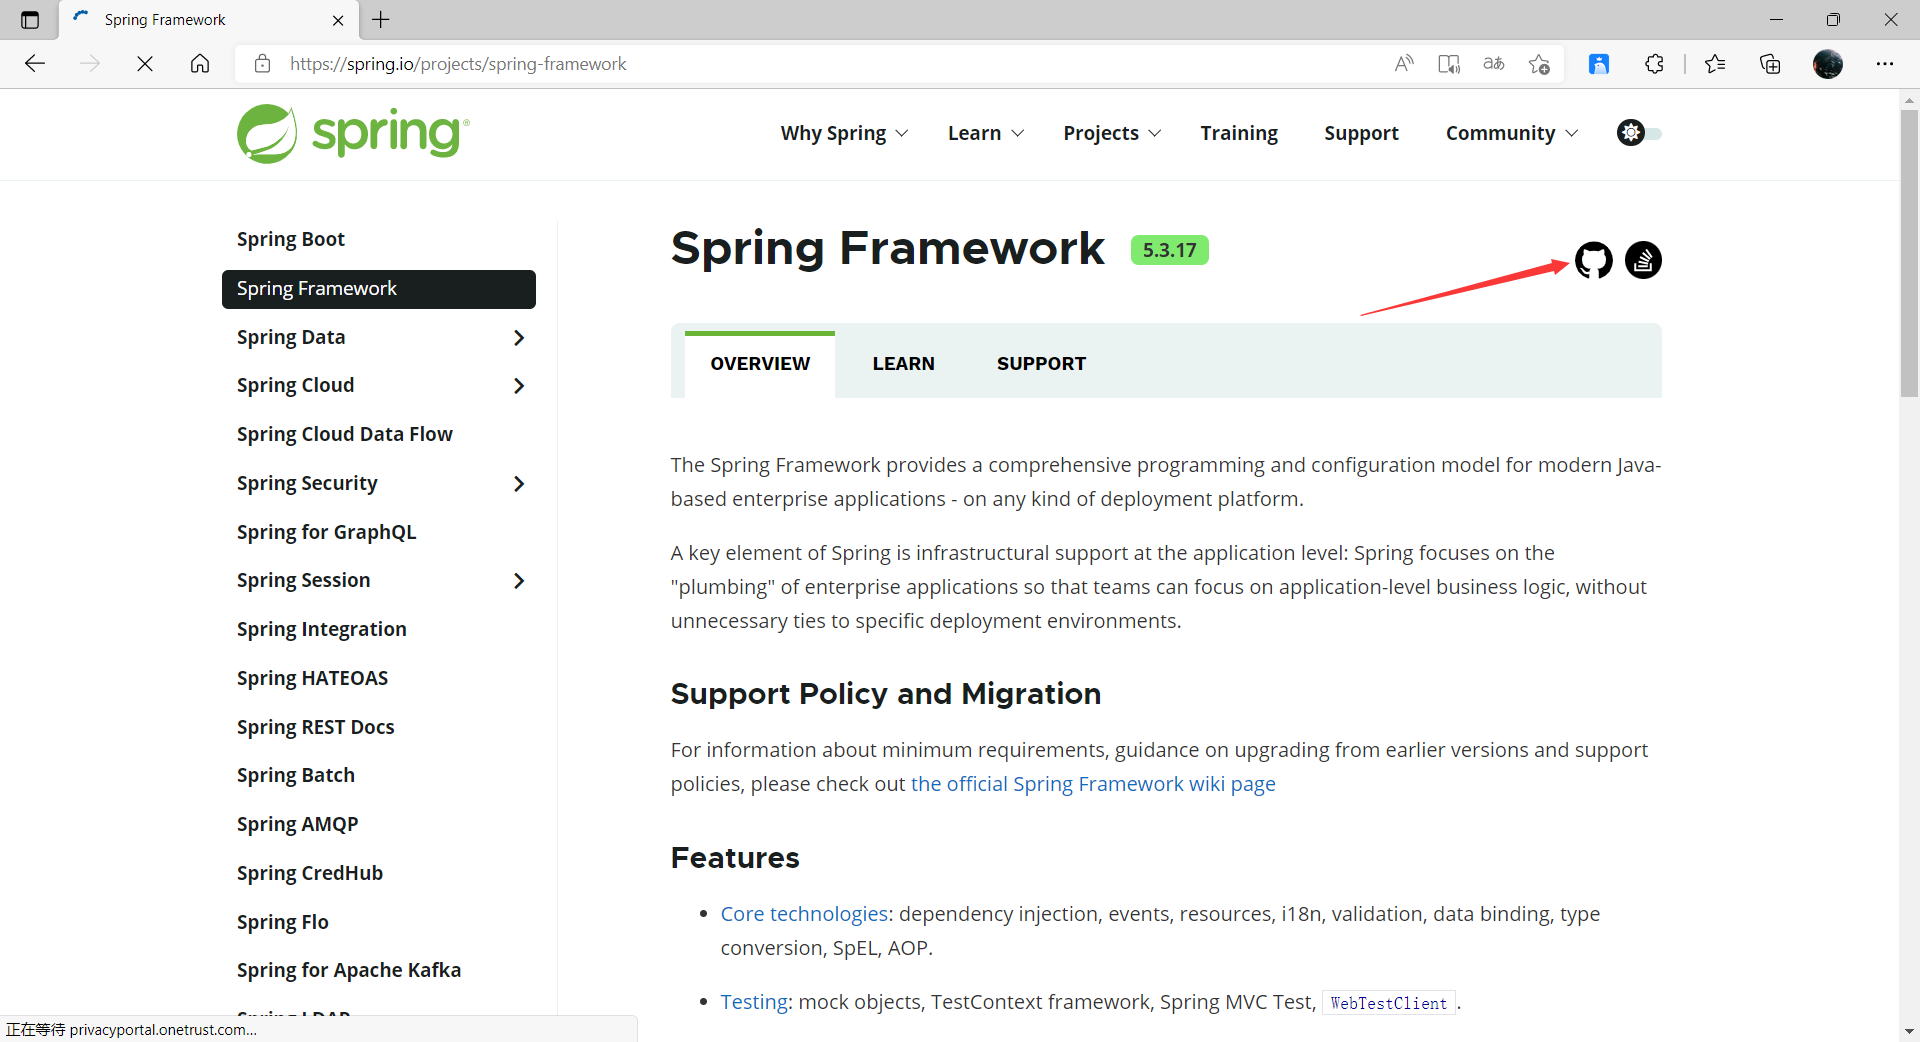 Spring Framework
https://spring.io/projects/spring-framework
spring
Why Spring
Learn
Projects
Training
Support
Community
Spring Boot
Spring Framework
Spring Data
Spring Cloud
Spring Cloud Data Flow
Spring Security
Spring for GraphQL
Spring Session
Spring Integration
Spring HATEOAS
Spring REST Docs
Spring Batch
Spring AMQP
Spring CredHub
Spring Flo
Spring for Apache Kafka
Spring LDAP
Spring Framework 5.3.17
OVERVIEW
LEARN
SUPPORT
The Spring Framework provides a comprehensive programming and configuration model for modern Java-
based enterprise applications - on any kind of deployment platform.
A key element of Spring is infrastructural support at the application level: Spring focuses on the
"plumbing" of enterprise applications so that teams can focus on application-level business logic, without
unnecessary ties to specific deployment environments.
Support Policy and Migration
For information about minimum requirements, guidance on upgrading from earlier versions and support
policies, please check out the official Spring Framework wiki page
Features
Core technologies: dependency injection, events, resources, i18n, validation, data binding, type
conversion, SpEL, AOP.
Testing: mock objects, TestContext framework, Spring MVC Test, WebTestClient.
正在等待 privacyportal.onetrust.com...